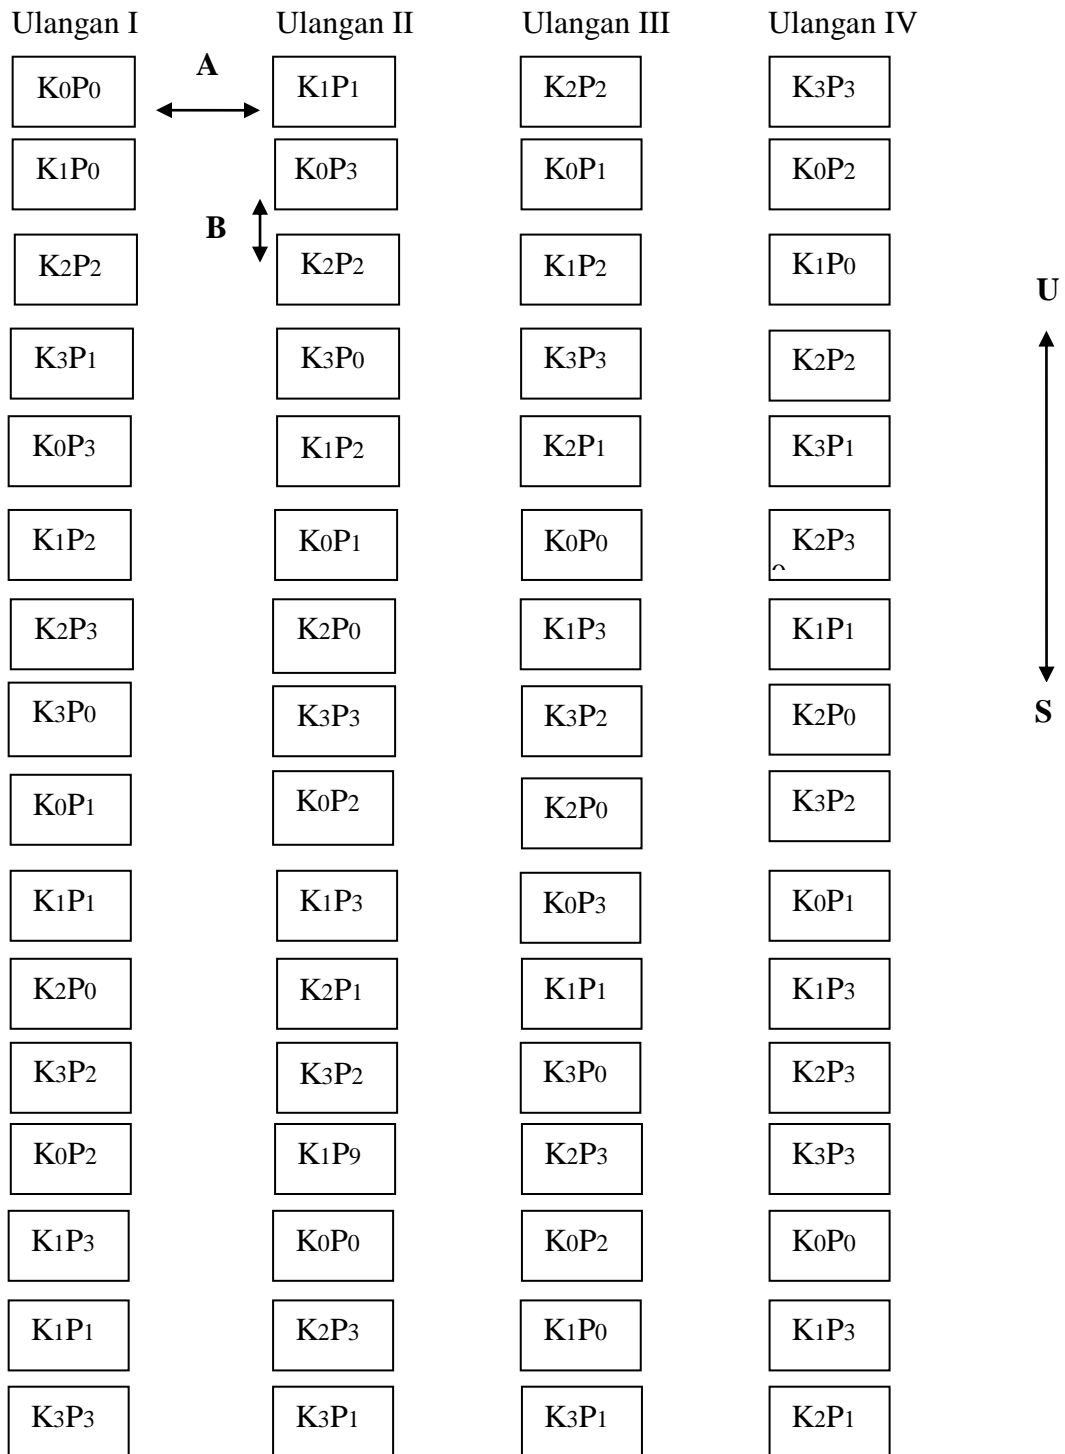 Ulangan I Ulangan II Ulangan III Ulangan IV
A
K0P0 K1P1 K2P2 K3P3
K1P0 K0P3 K0P1 K0P2
B
K2P2 K2P2 K1P2 K1P0
U
K3P1 K3P0 K3P3 K2P2
K0P3 K1P2 K2P1 K3P1
K1P2 K0P1 K0P0 K2P3
K2P3 K2P0 K1P3 K1P1
K3P0 K3P3 K3P2 K2P0
S
K0P1 K0P2 K2P0 K3P2
K1P1 K1P3 K0P3 K0P1
K2P0 K2P1 K1P1 K1P3
K3P2 K3P2 K3P0 K2P3
K0P2 K1P9 K2P3 K3P3
K1P3 K0P0 K0P2 K0P0
K1P1 K2P3 K1P0 K1P3
K3P3 K3P1 K3P1 K2P1